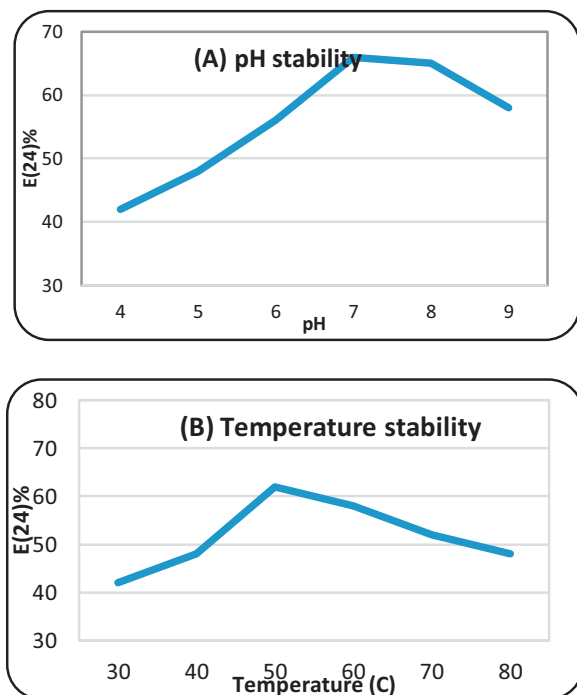 (A) pH stability
E(24)%
70
60
50
40
30
4 5 6 7 8 9
pH
(B) Temperature stability
E(24)%
80
70
60
50
40
30
30 40 50 60 70 80
Temperature (C)